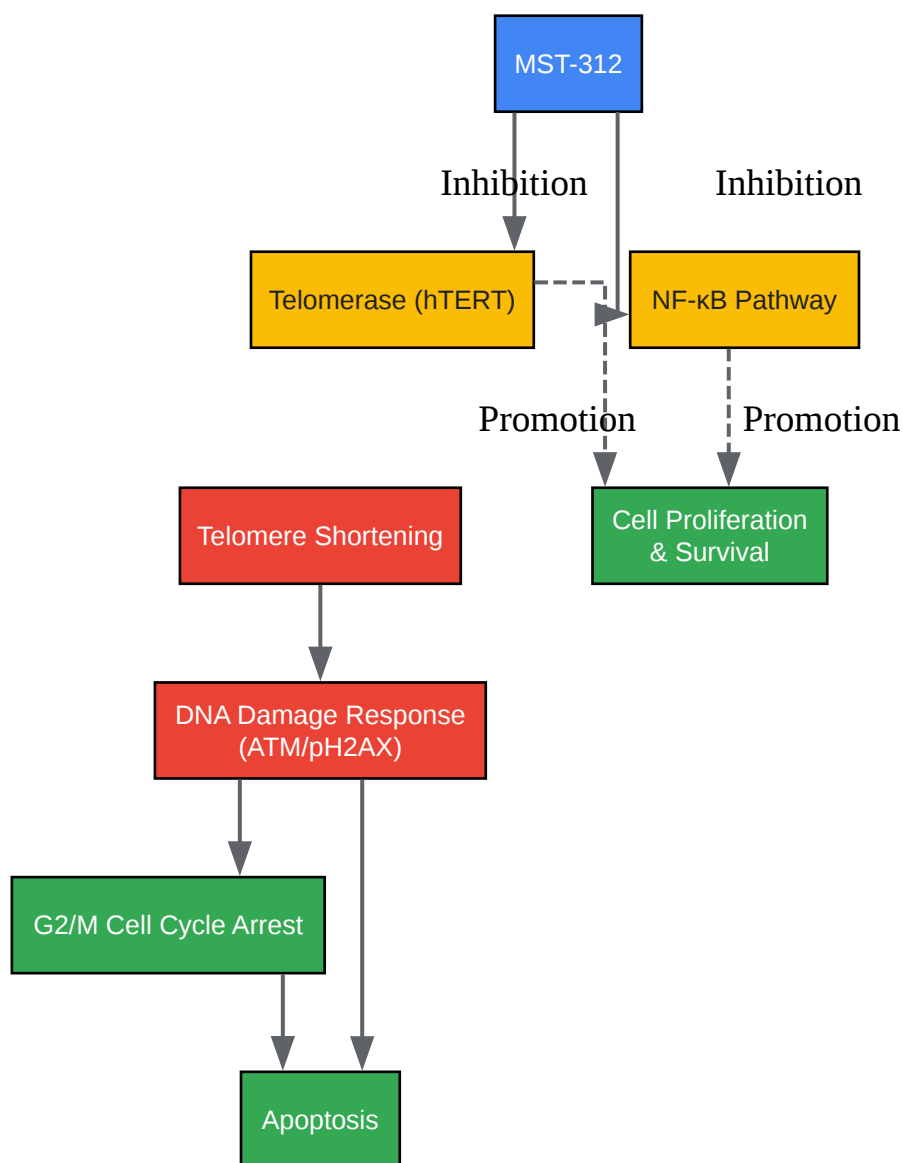 MST-312
Inhibition
Inhibition
Telomerase (hTERT)
NF-κB Pathway
Promotion
Promotion
Telomere Shortening
Cell Proliferation
& Survival
DNA Damage Response
(ATM/pH2AX)
G2/M Cell Cycle Arrest
Apoptosis